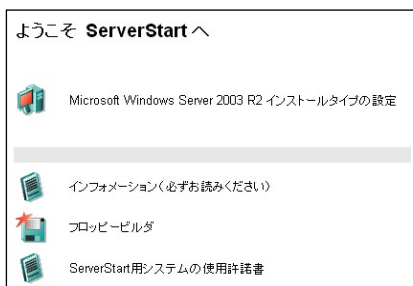 ようこそ ServerStart へ
Microsoft Windows Server 2003 R2 インストールタイプの設定
インフォメーション（必ずお読みください）
フロッピービルダ
ServerStart用システムの使用許諾書